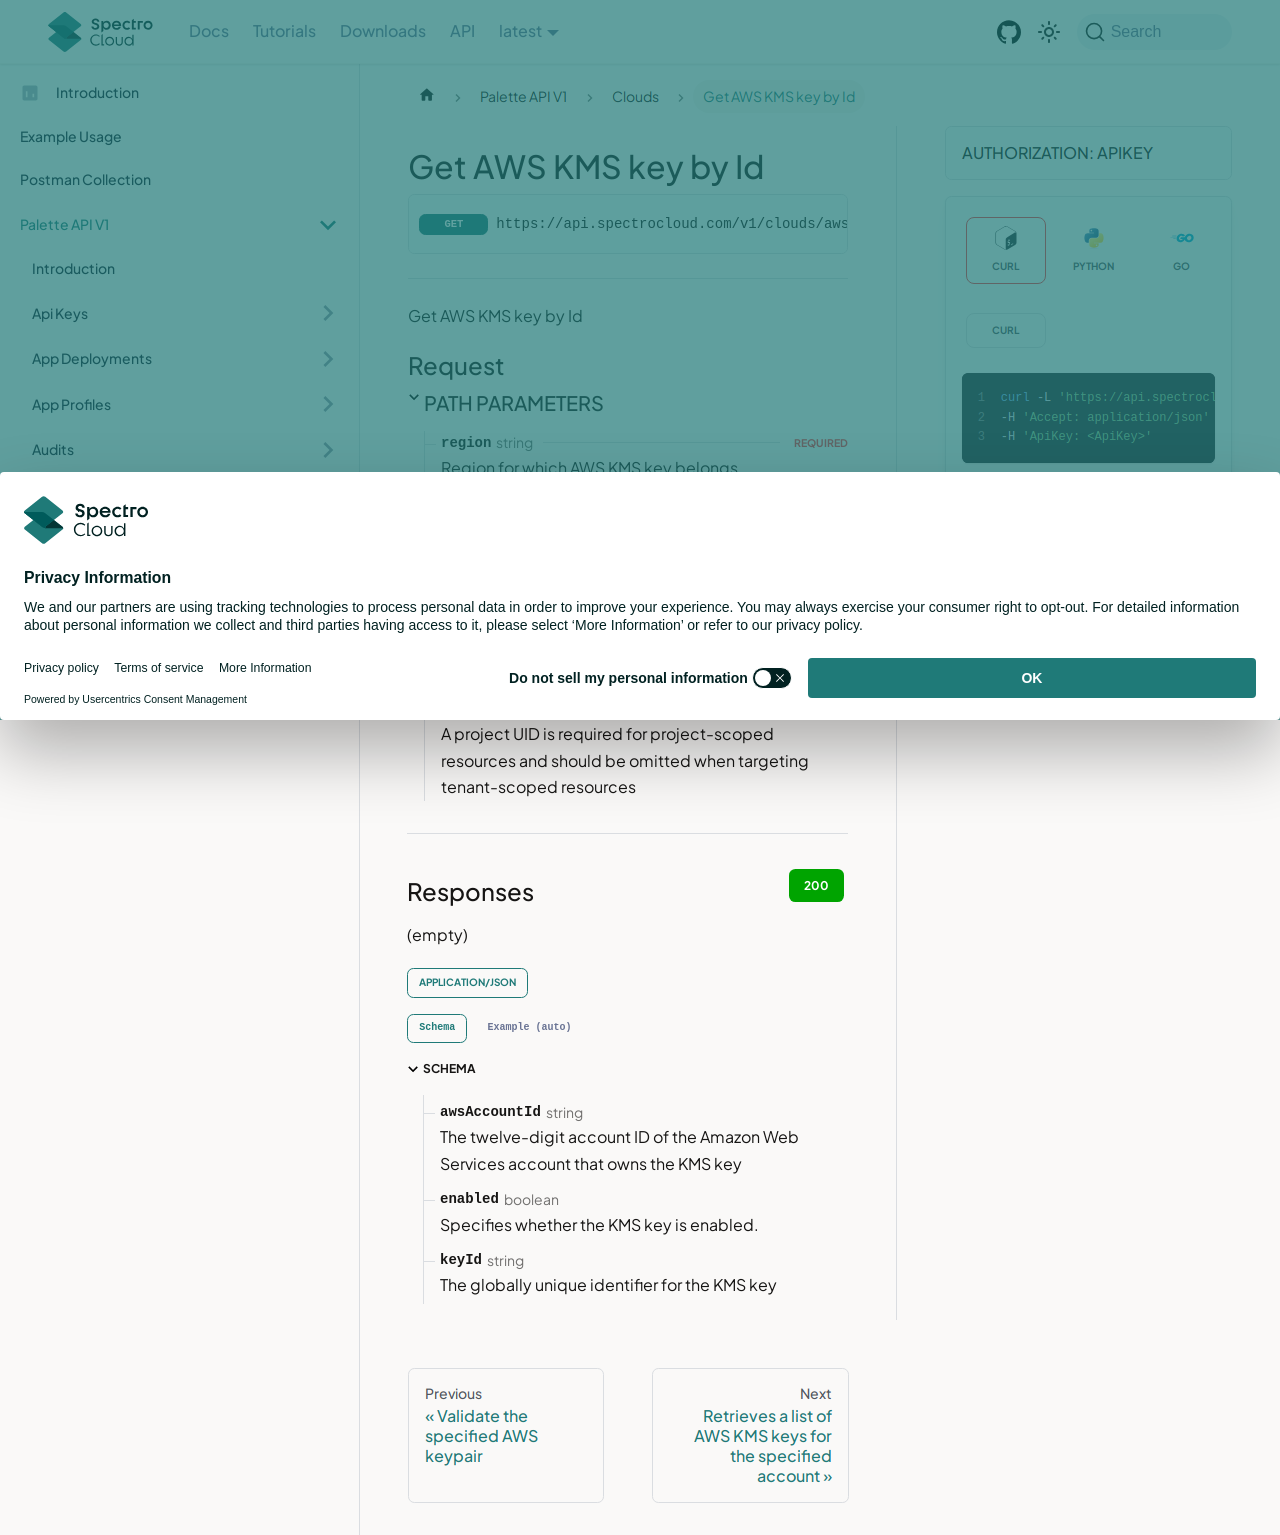 Spectro Cloud
Docs
Tutorials
Downloads
API
latest
Search
Introduction
Example Usage
Postman Collection
Palette API V1
Introduction
Api Keys
App Deployments
App Profiles
Audits
Palette API V1
Clouds
Get AWS KMS key by Id
Get AWS KMS key by Id
GET https://api.spectrocloud.com/v1/clouds/aws
Get AWS KMS key by Id
Request
PATH PARAMETERS
region string REQUIRED
Region for which AWS KMS key belongs
AUTHORIZATION: APIKEY
CURL
PYTHON
GO
CURL
1 curl -L 'https://api.spectrocl
2 -H 'Accept: application/json'
3 -H 'ApiKey: <ApiKey>'
Spectro
Cloud
Privacy Information
We and our partners are using tracking technologies to process personal data in order to improve your experience. You may always exercise your consumer right to opt-out. For detailed information
about personal information we collect and third parties having access to it, please select ‘More Information’ or refer to our privacy policy.
Privacy policy
Terms of service
More Information
Powered by Usercentrics Consent Management
Do not sell my personal information
OK
A project UID is required for project-scoped
resources and should be omitted when targeting
tenant-scoped resources
Responses
200
(empty)
APPLICATION/JSON
Schema
Example (auto)
SCHEMA
awsAccountId string
The twelve-digit account ID of the Amazon Web
Services account that owns the KMS key
enabled boolean
Specifies whether the KMS key is enabled.
keyId string
The globally unique identifier for the KMS key
Previous
« Validate the
specified AWS
keypair
Next
Retrieves a list of
AWS KMS keys for
the specified
account »